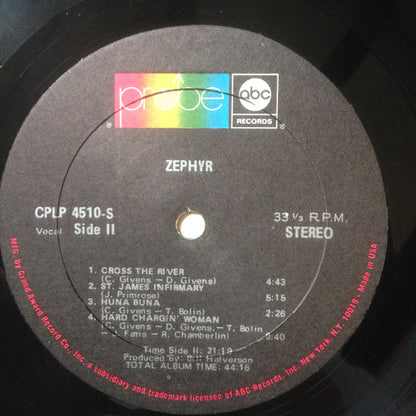 probe abc
RECORDS
ZEPHYR
CPLP 4510-S
33 1/3 R.P.M.
Vocal Side II
STEREO
1. CROSS THE RIVER
(C. Givens — D. Givens) 4:43
2. ST. JAMES INFIRMARY
(J. Primrose) 5:15
3. HUNA BUNA
(C. Givens — T. Bolin) 2:26
4. HARD CHARGIN' WOMAN
(C. Givens — D. Givens. — T. Bolin
— J. Faris — R. Chamberlin) 8:40
Time Side II: 21:19
Produced by: Bill Halverson
TOTAL ALBUM TIME: 44:16
Mfg. by Grand Award Record Co., Inc. a subsidiary and trademark licensee of ABC Records, Inc. New York, N.Y. 10019 • Made in USA